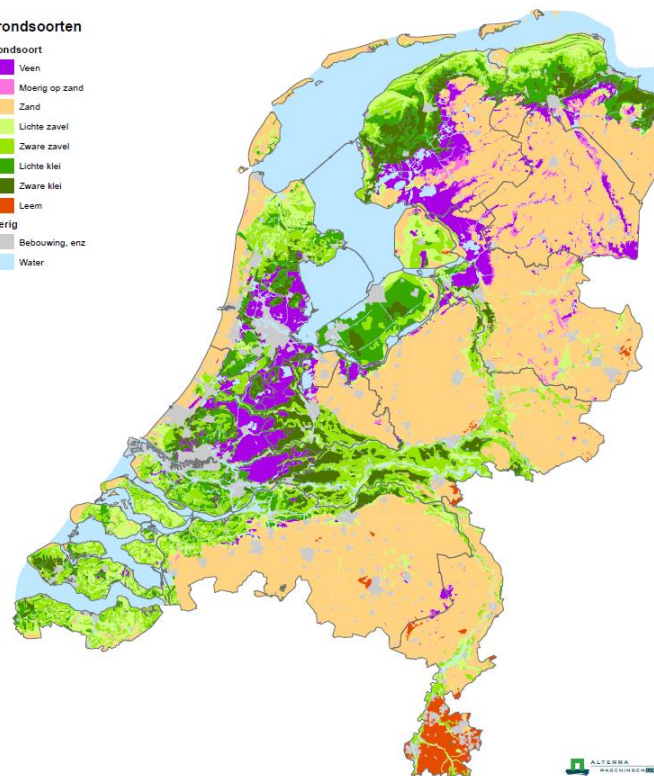 rondsoorten
ondsoort
Veen
Moerig op zand
Zand
Lichte zavel
Zware zavel
Lichte klei
Zware klei
Leem
erig
Bebouwing, enz
Water
ALTERRA
WAGENINGEN